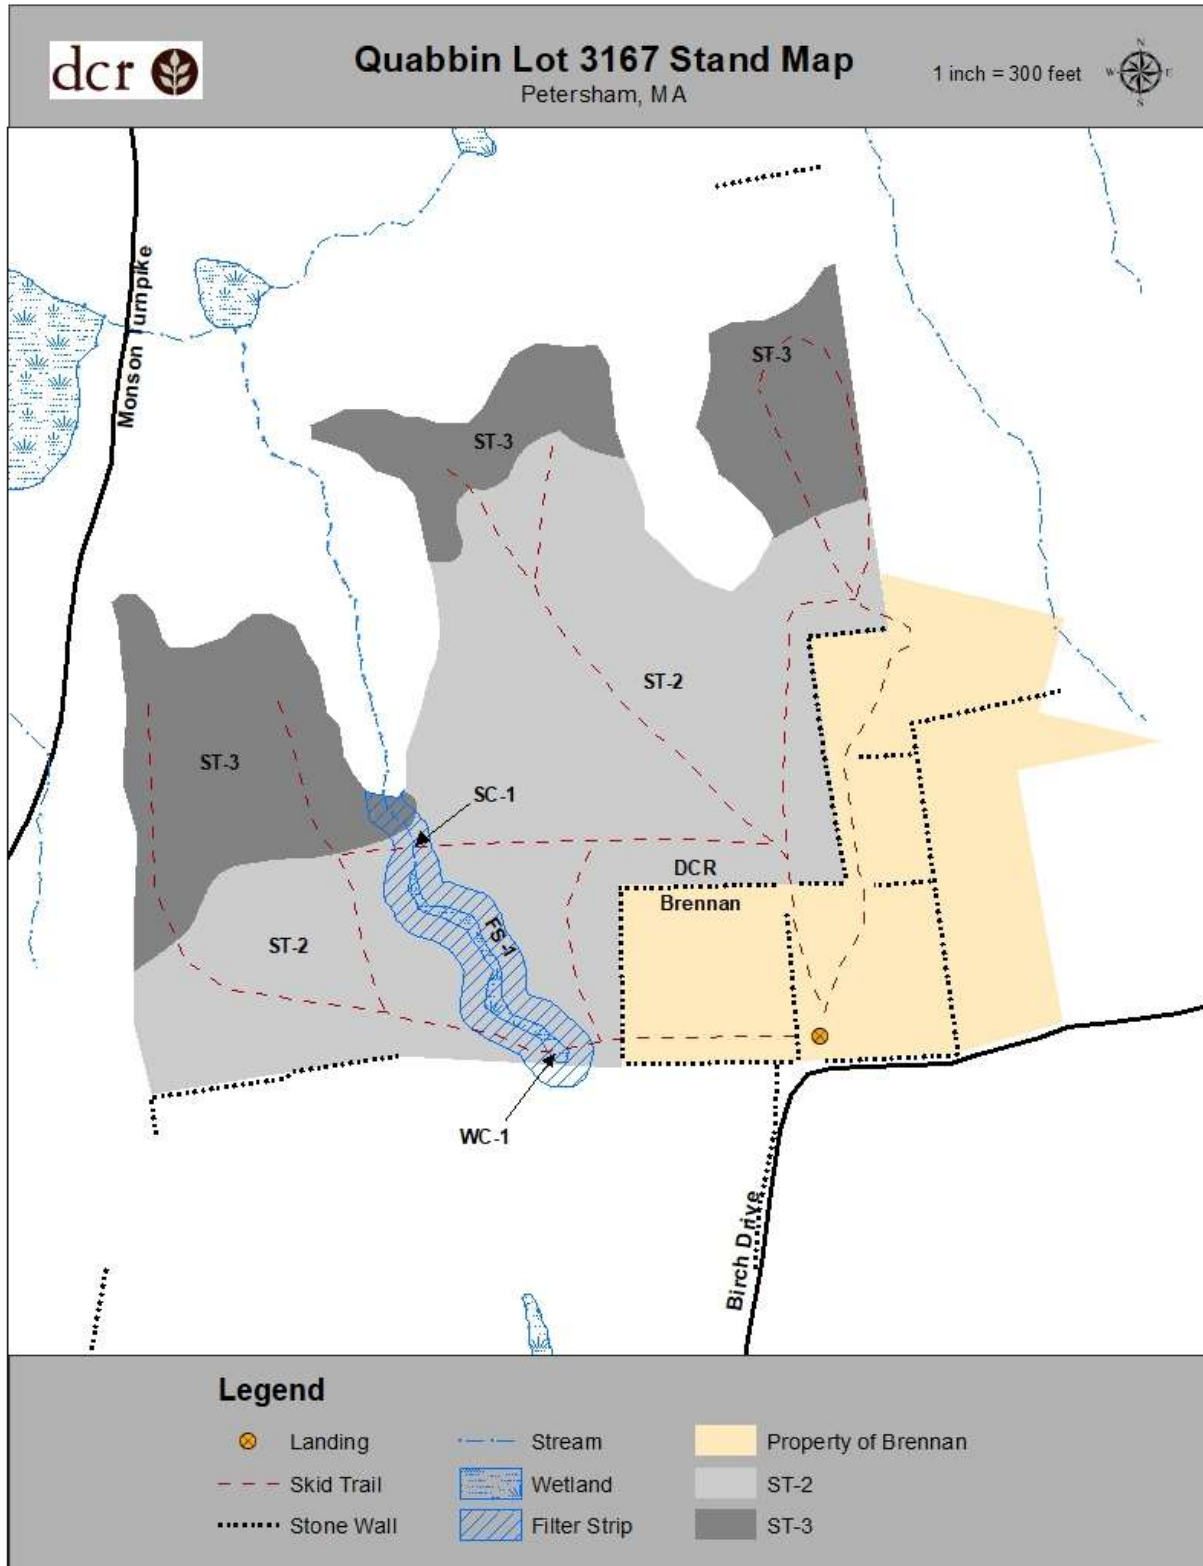 dcr
Quabbin Lot 3167 Stand Map
Petersham, MA
1 inch = 300 feet
N
W
E
S
Monson Turnpike
ST-3
ST-3
ST-2
ST-3
SC-1
DCR
Brennan
FS-1
ST-2
WC-1
Birch Drive
Legend
Landing
Stream
Property of Brennan
Skid Trail
Wetland
ST-2
Stone Wall
Filter Strip
ST-3